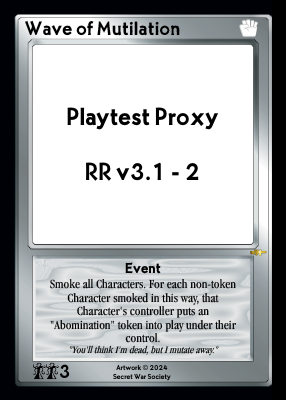 Wave of Mutilation
Playtest Proxy
RR v3.1 - 2
Event
Smoke all Characters. For each non-token
Character smoked in this way, that
Character's controller puts an
"Abomination" token into play under their
control.
"You'll think I'm dead, but I mutate away."
3
Artwork © 2024
Secret War Society